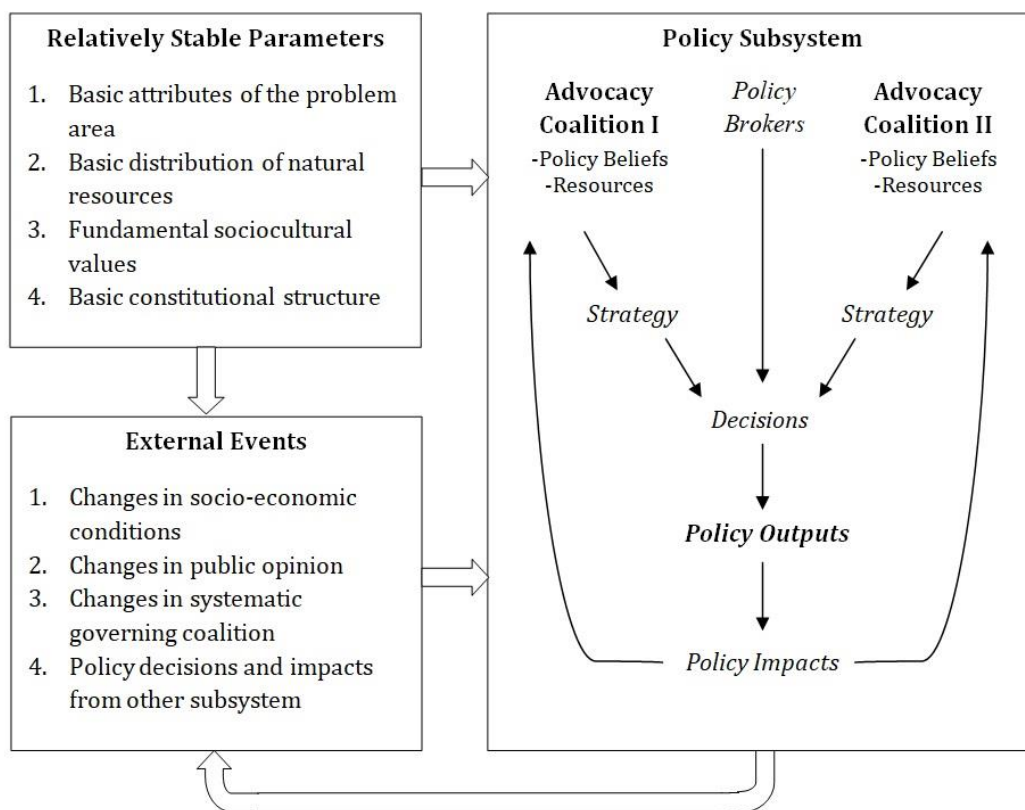 Relatively Stable Parameters
1. Basic attributes of the problem
area
2. Basic distribution of natural
resources
3. Fundamental sociocultural
values
4. Basic constitutional structure
External Events
1. Changes in socio-economic
conditions
2. Changes in public opinion
3. Changes in systematic
governing coalition
4. Policy decisions and impacts
from other subsystem
Policy Subsystem
Advocacy
Coalition I
-Policy Beliefs
-Resources
Policy
Brokers
Advocacy
Coalition II
-Policy Beliefs
-Resources
Strategy
Strategy
Decisions
Policy Outputs
Policy Impacts